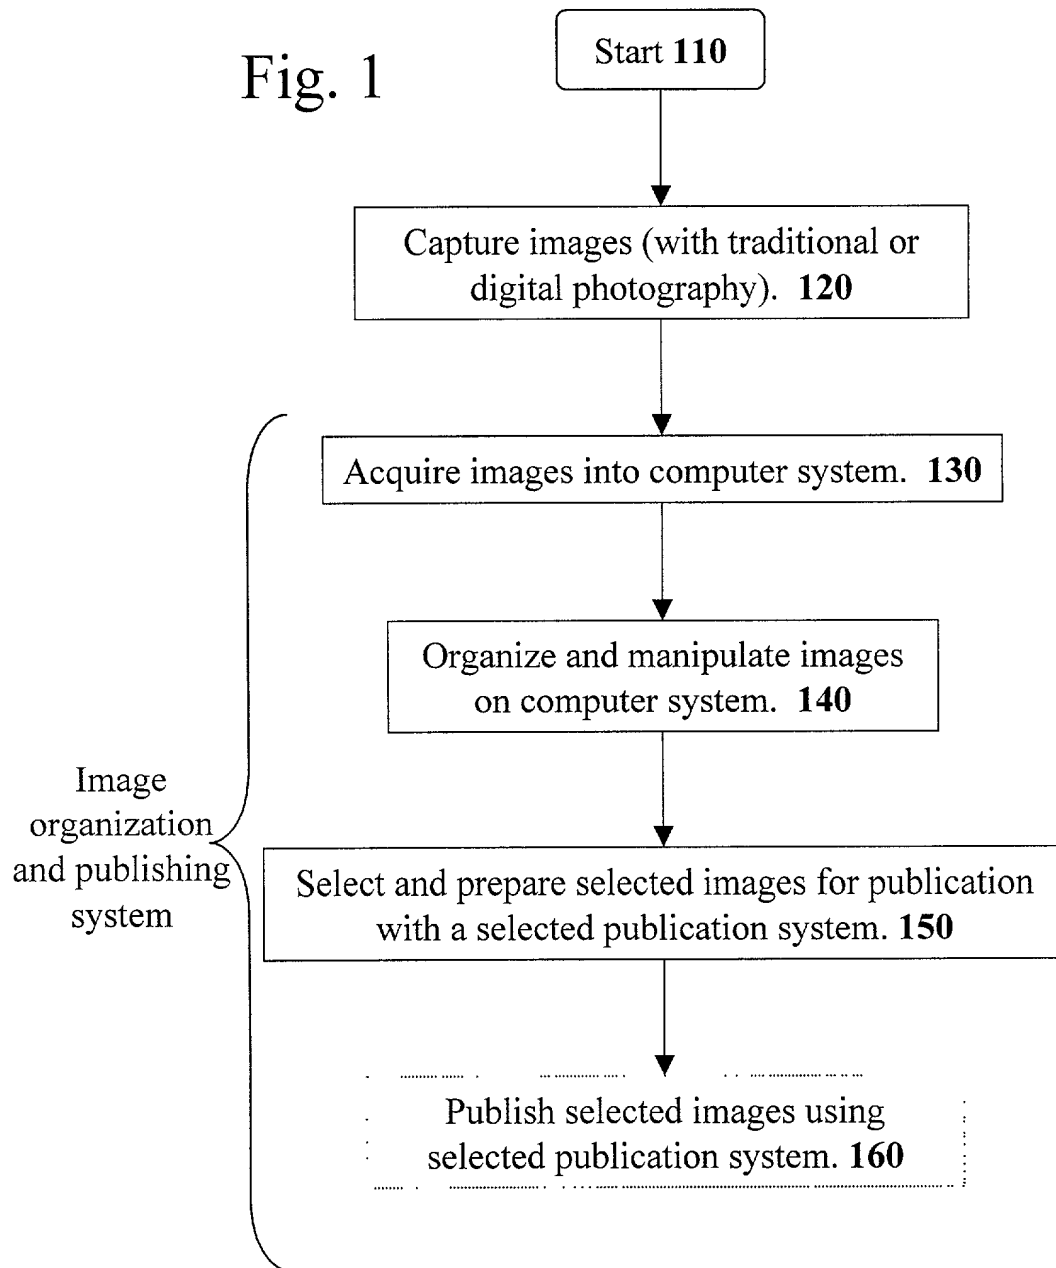 Fig. 1
Start 110
Capture images (with traditional or
digital photography). 120
Acquire images into computer system. 130
Organize and manipulate images
on computer system. 140
Image
organization
and publishing
system
Select and prepare selected images for publication
with a selected publication system. 150
Publish selected images using
selected publication system. 160